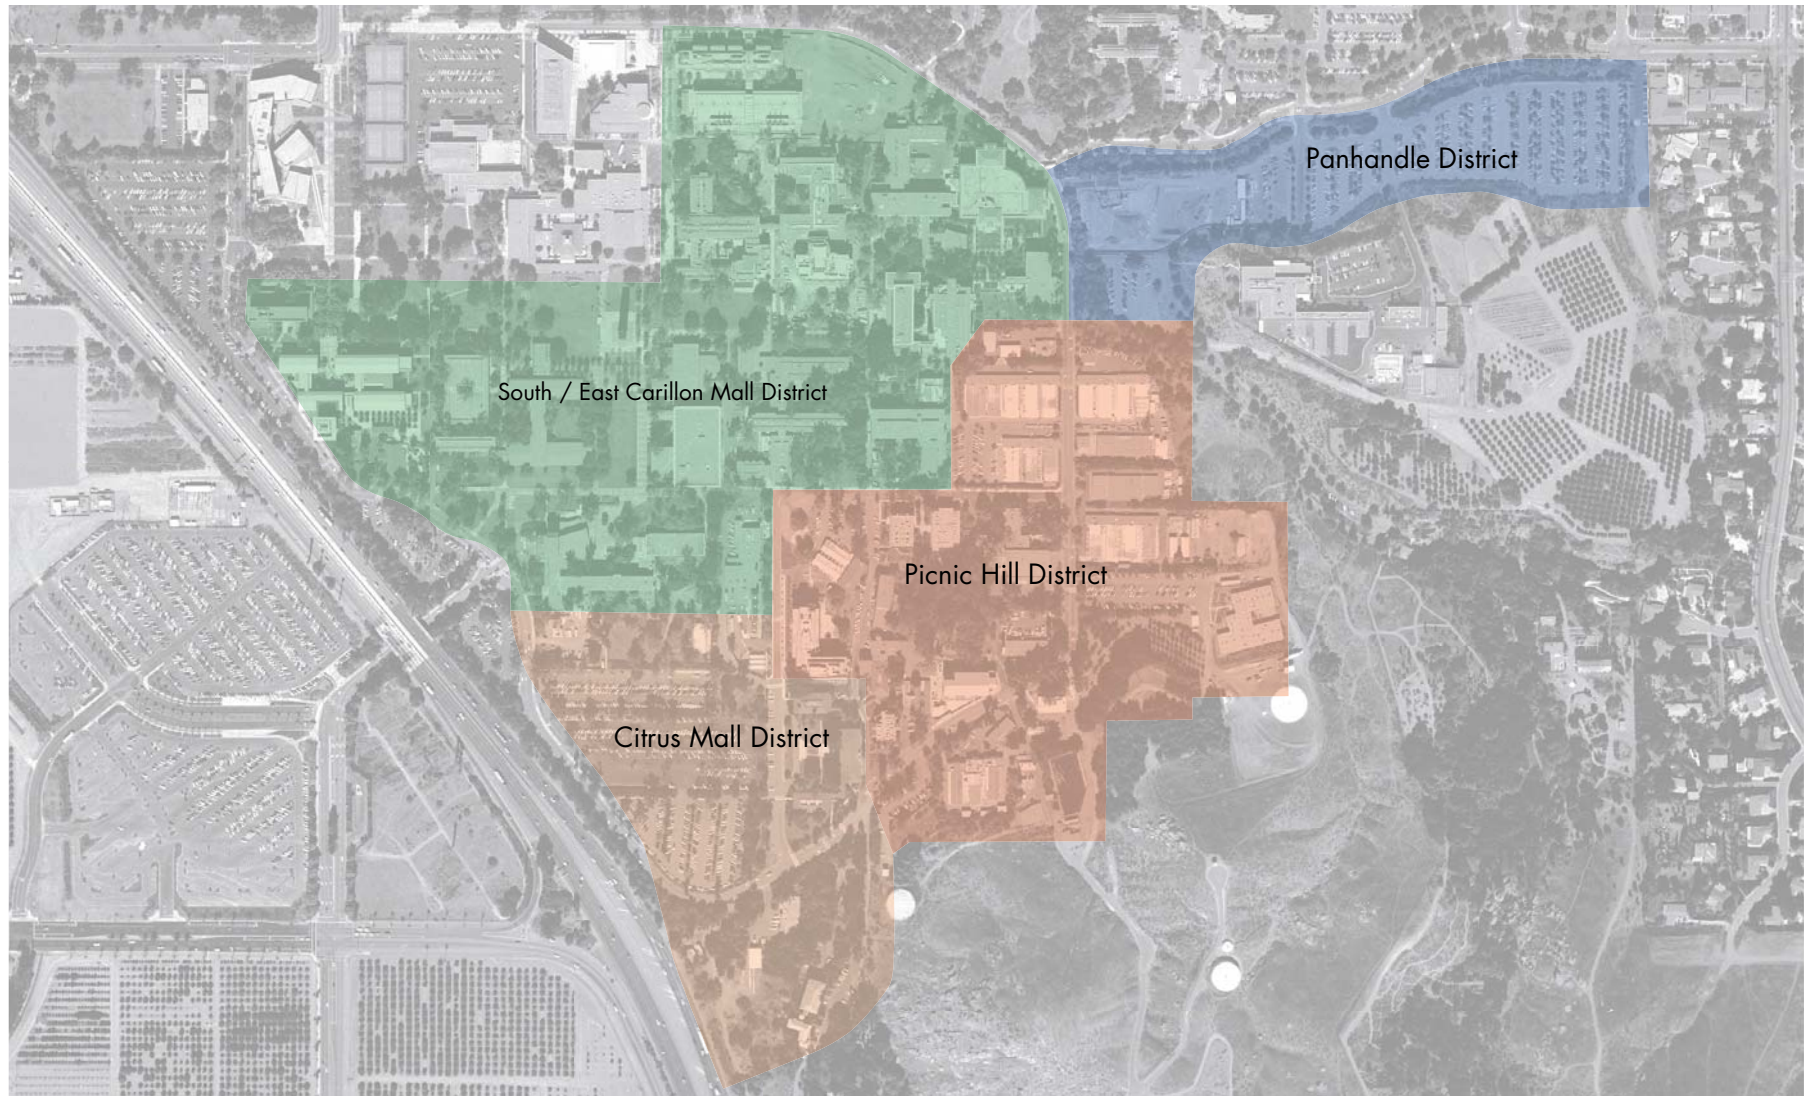 Panhandle District
South / East Carillon Mall District
Picnic Hill District
Citrus Mall District